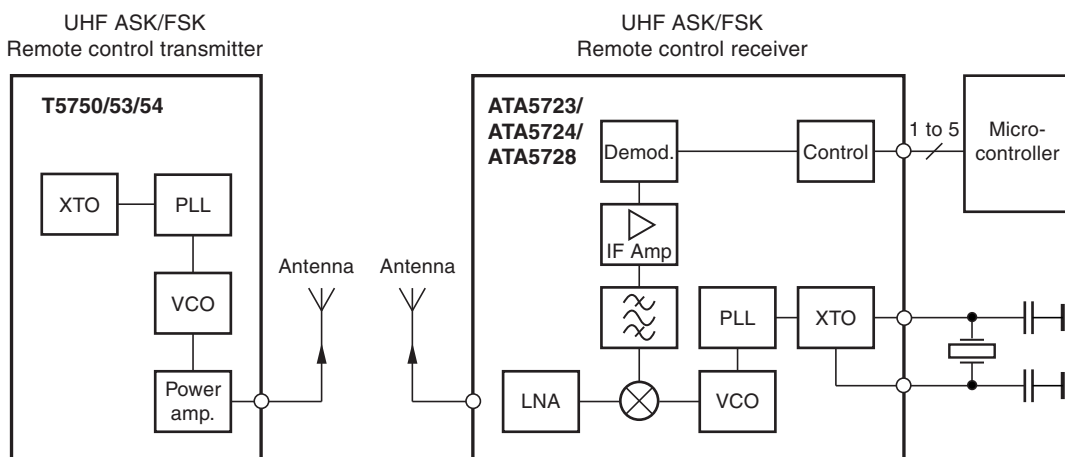 UHF ASK/FSK
Remote control transmitter
UHF ASK/FSK
Remote control receiver
T5750/53/54
XTO
PLL
VCO
Power
amp.
Antenna
Antenna
ATA5723/
ATA5724/
ATA5728
Demod.
Control
1 to 5
Micro-
controller
IF Amp
PLL
XTO
LNA
VCO